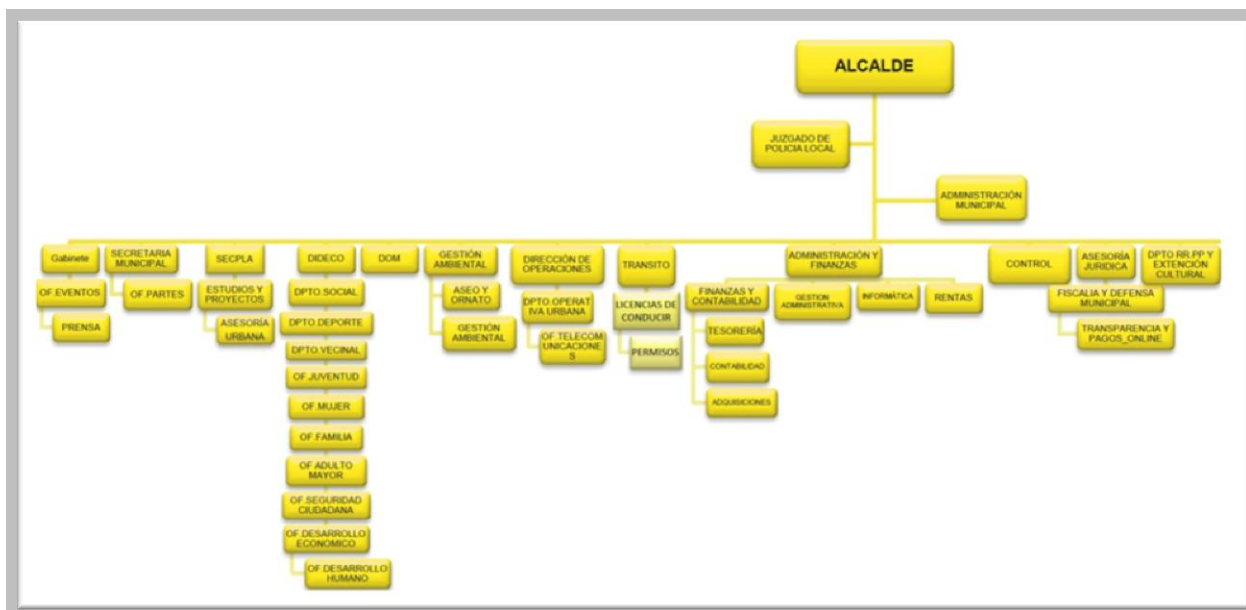 ALCALDE
JUZGADO DE
POLICIA LOCAL
ADMINISTRACIÓN
MUNICIPAL
Gabinete
OF.EVENTOS
PRENSA
SECRETARIA
MUNICIPAL
OF.PARTES
SECPLA
ESTUDIOS Y
PROYECTOS
ASESORÍA
URBANA
DIDECO
DPTO.SOCIAL
DPTO.DEPORTE
DPTO.VECINAL
OF.JUVENTUD
OF.MUJER
OF.FAMILIA
OF.ADULTO
MAYOR
OF.SEGURIDAD
CIUDADANA
OF.DESARROLLO
ECONOMICO
OF.DESARROLLO
HUMANO
DOM
GESTIÓN
AMBIENTAL
ASEO Y
ORNATO
GESTIÓN
AMBIENTAL
DIRECCIÓN DE
OPERACIONES
DPTO.OPERAT
IVA URBANA
OF.TELECOM
UNICACIONE
S
TRANSITO
LICENCIAS DE
CONDUCIR
PERMISOS
ADMINISTRACIÓN Y
FINANZAS
FINANZAS Y
CONTABILIDAD
TESORERÍA
CONTABILIDAD
ADQUISICIONES
GESTION
ADMINISTRATIVA
INFORMÁTICA
RENTAS
CONTROL
ASESORÍA
JURIDICA
FISCALIA Y DEFENSA
MUNICIPAL
TRANSPARENCIA Y
PAGOS_ONLINE
DPTO RR.PP Y
EXTENCIÓN
CULTURAL